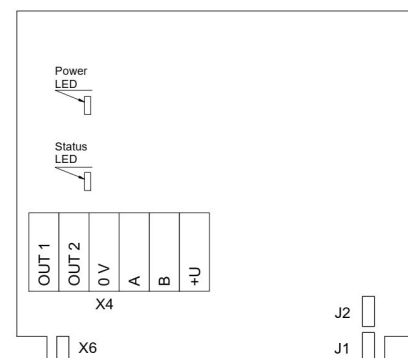 Power
LED
Status
LED
OUT 1
OUT 2
0 V
A
B
+U
X4
J2
X6
J1